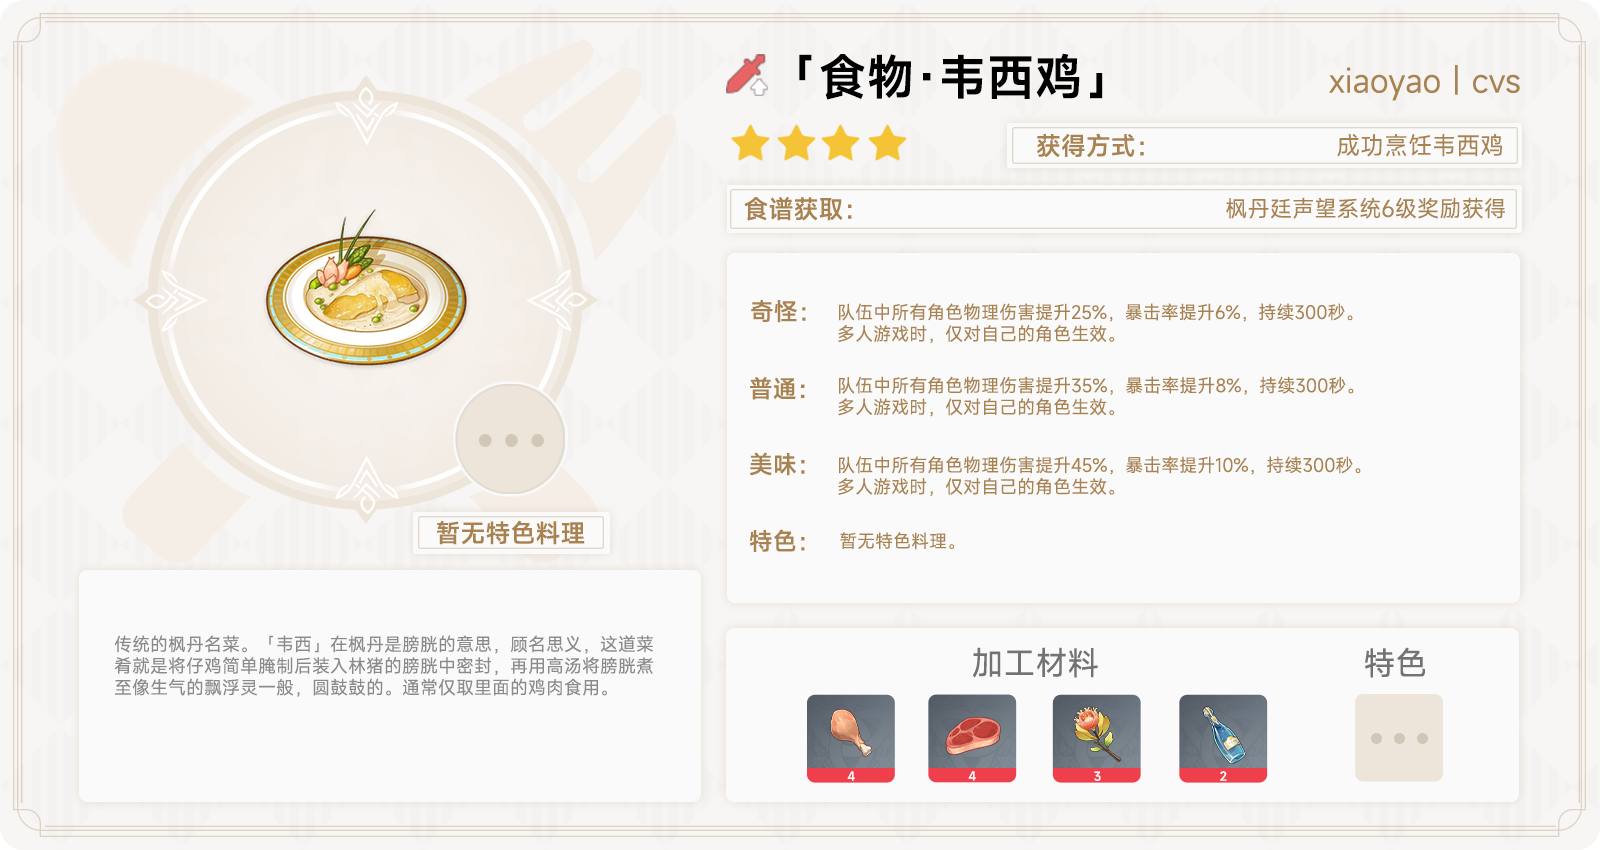 「食物·韦西鸡」
xiaoyao | cvs
获得方式：
成功烹饪韦西鸡
食谱获取：
枫丹廷声望系统6级奖励获得
奇怪：
队伍中所有角色物理伤害提升25%，暴击率提升6%，持续300秒。
多人游戏时，仅对自己的角色生效。
普通：
队伍中所有角色物理伤害提升35%，暴击率提升8%，持续300秒。
多人游戏时，仅对自己的角色生效。
美味：
队伍中所有角色物理伤害提升45%，暴击率提升10%，持续300秒。
多人游戏时，仅对自己的角色生效。
特色：
暂无特色料理。
暂无特色料理
传统的枫丹名菜。「韦西」在枫丹是膀胱的意思，顾名思义，这道菜
肴就是将仔鸡简单腌制后装入林猪的膀胱中密封，再用高汤将膀胱煮
至像生气的飘浮灵一般，圆鼓鼓的。通常仅取里面的鸡肉食用。
加工材料
特色
4
4
3
2